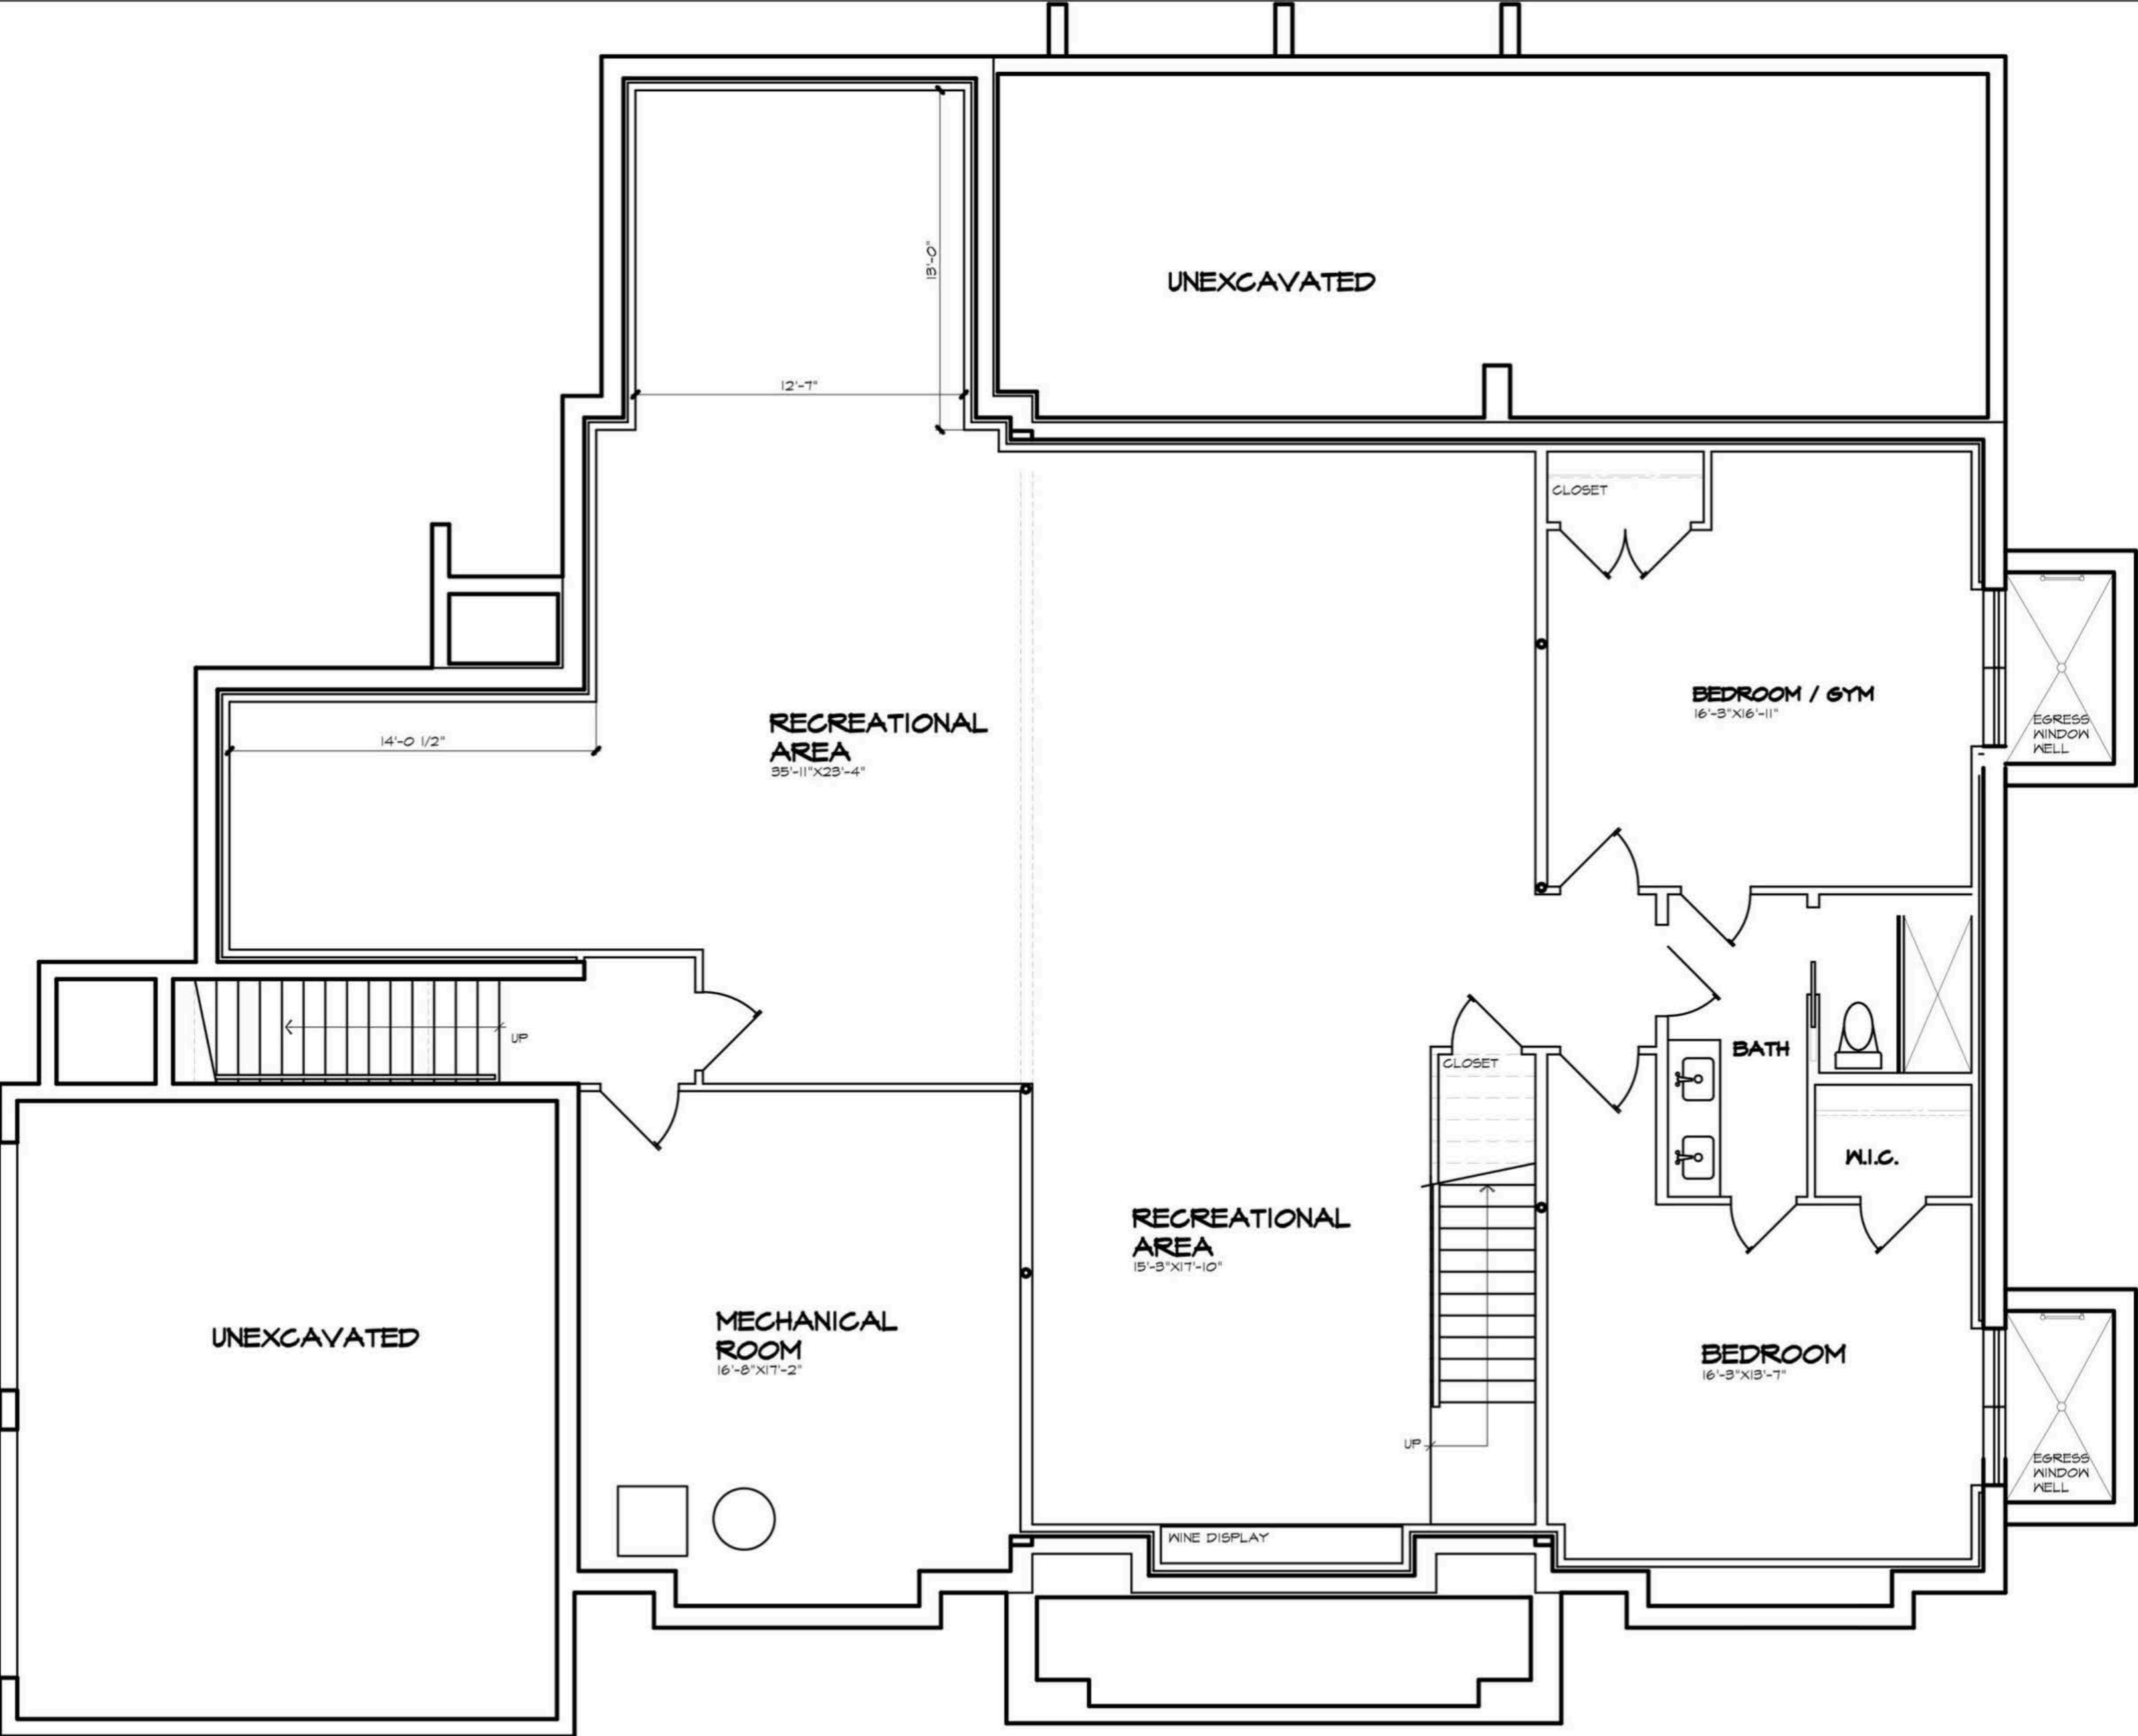 13'-0"
UNEXCAVATED
12'-7"
CLOSET
BEDROOM / GYM
16'-3"X16'-11"
EGRESS
WINDOW
WELL
RECREATIONAL
AREA
35'-11"X23'-4"
14'-0 1/2"
UP
BATH
CLOSET
W.I.C.
RECREATIONAL
AREA
15'-3"X17'-10"
MECHANICAL
ROOM
16'-8"X17'-2"
UNEXCAVATED
BEDROOM
16'-3"X13'-7"
UP
EGRESS
WINDOW
WELL
WINE DISPLAY